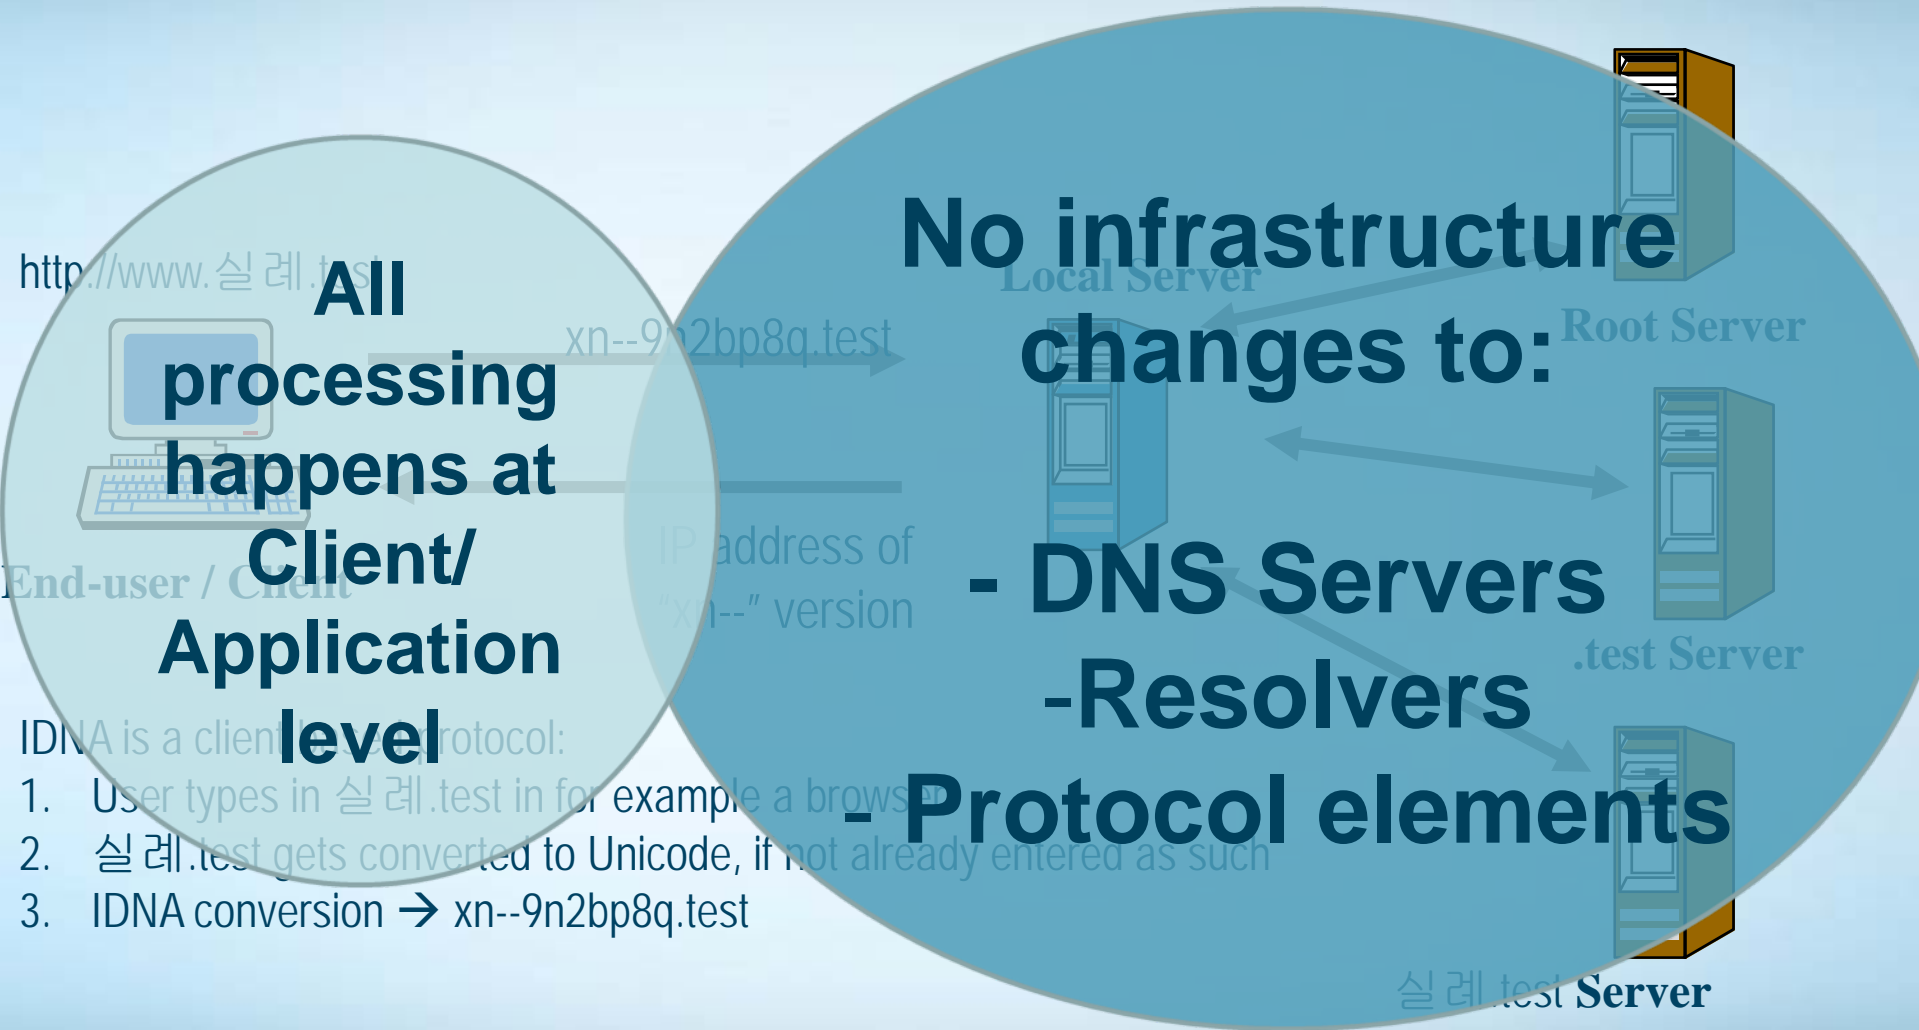 http://www.실례.test
All
processing
happens at
Client/
Application
level
End-user / Client
xn--9n2bp8q.test
IP address of
“xn--” version
Local Server
Root Server
.test Server
실례.test Server
No infrastructure
changes to:
- DNS Servers
-Resolvers
- Protocol elements
IDNA is a client based protocol:
1. User types in 실례.test in for example a browser
2. 실례.test gets converted to Unicode, if not already entered as such
3. IDNA conversion → xn--9n2bp8q.test